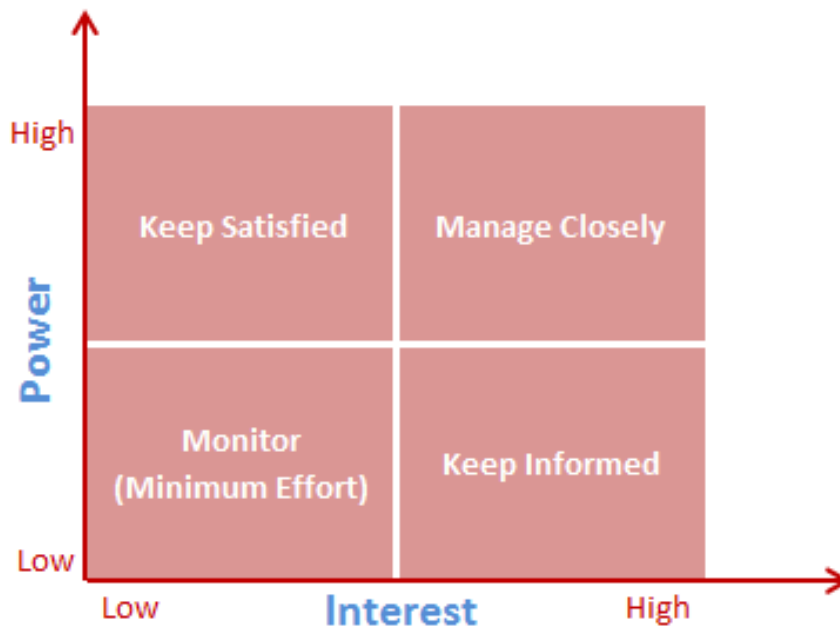 High
Keep Satisfied
Manage Closely
Power
Monitor
(Minimum Effort)
Keep Informed
Low
Low
Interest
High